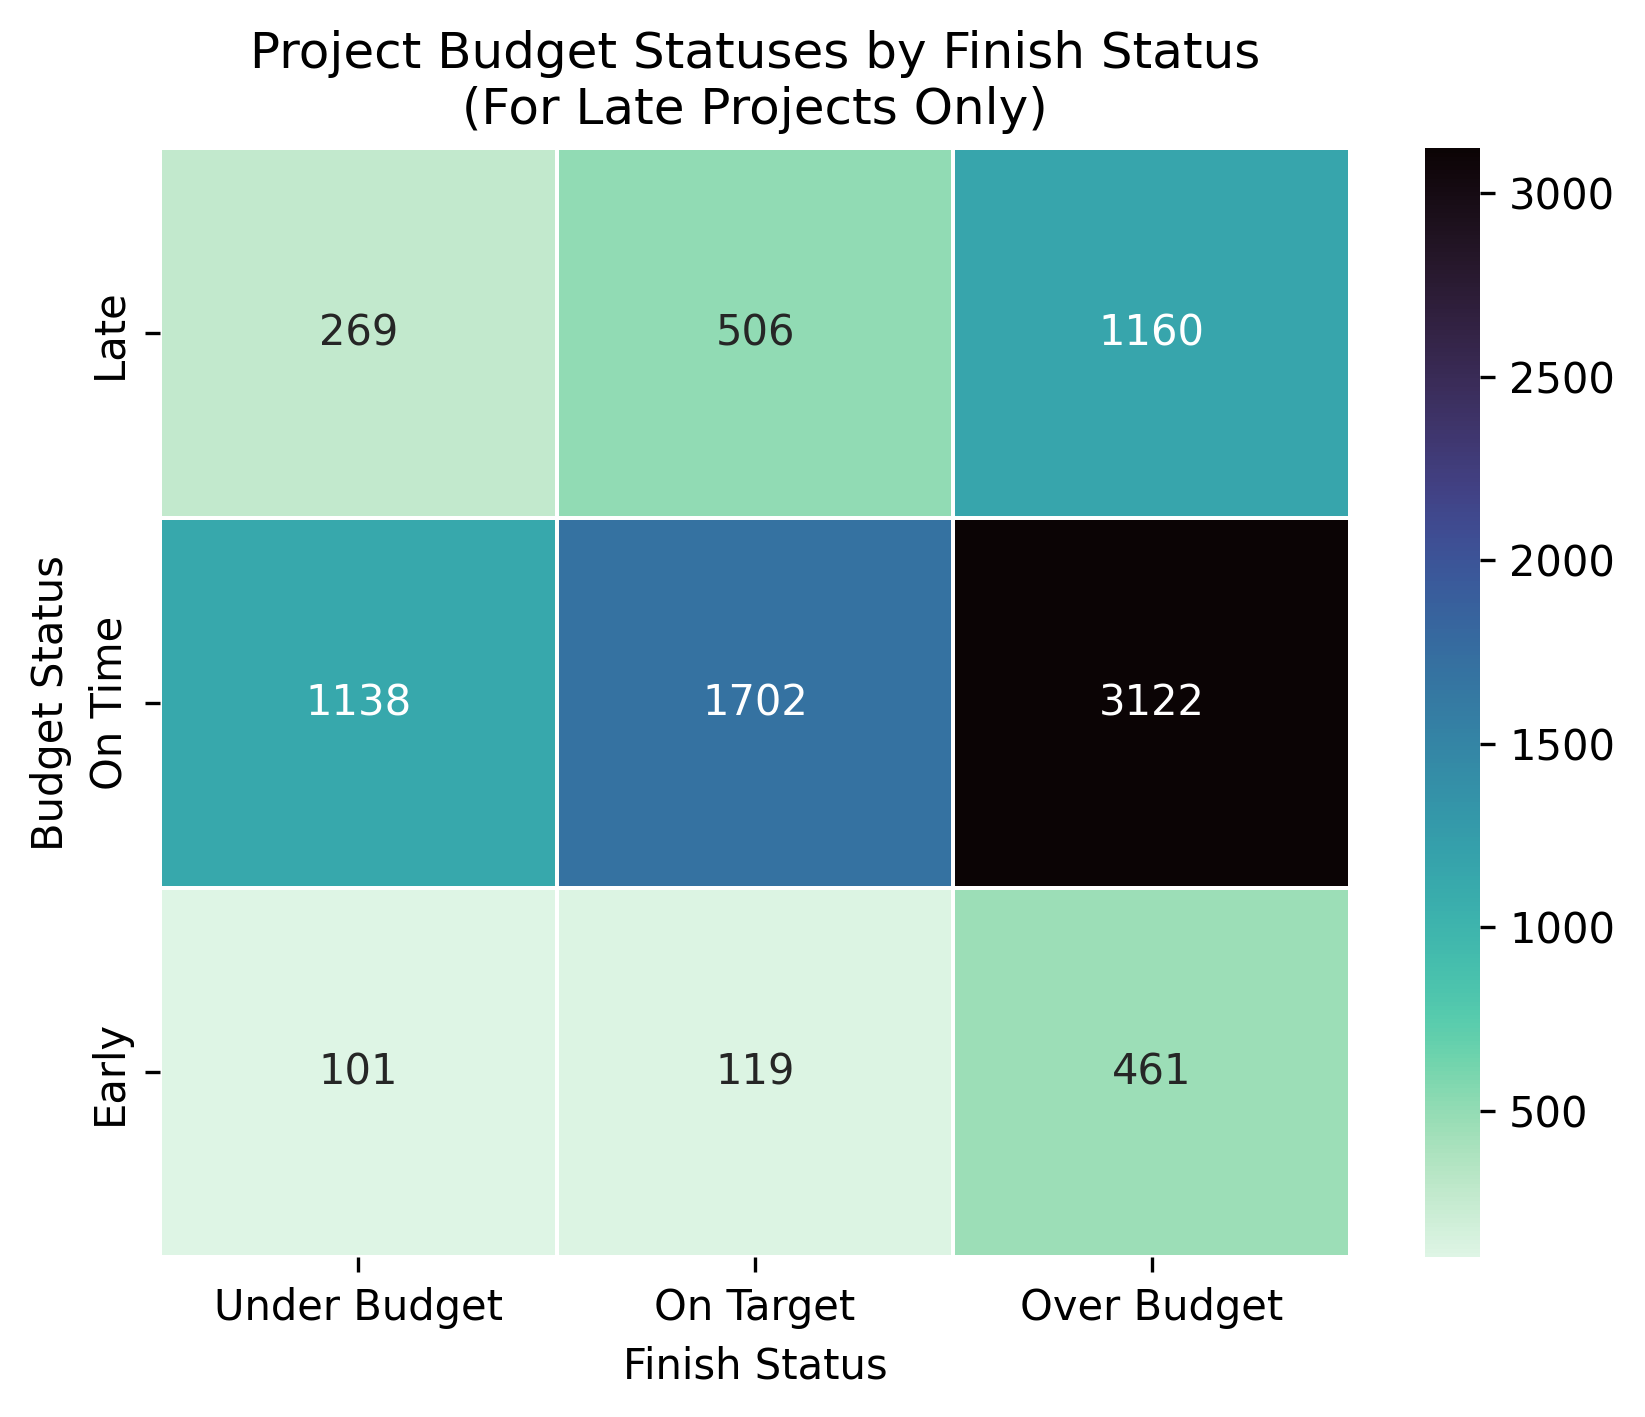 Project Budget Statuses by Finish Status
(For Late Projects Only)
Budget Status
Late
269
506
1160
On Time
1138
1702
3122
Early
101
119
461
Under Budget
On Target
Over Budget
Finish Status
3000
2500
2000
1500
1000
500